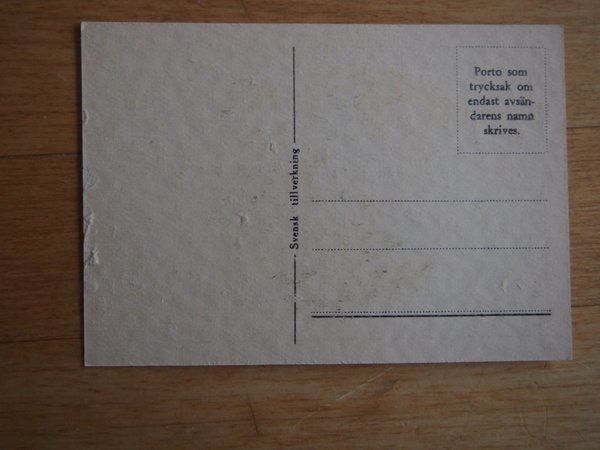 Porto som
trycksak om
endast avsän-
darens namn
skrives.
Svensk tillverkning